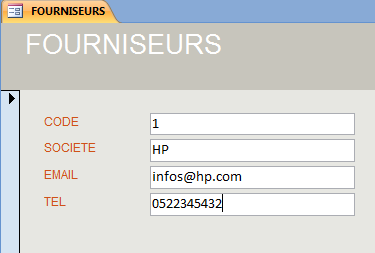 FOURNISEURS
FOURNISEURS
CODE 1
SOCIETE HP
EMAIL infos@hp.com
TEL 0522345432